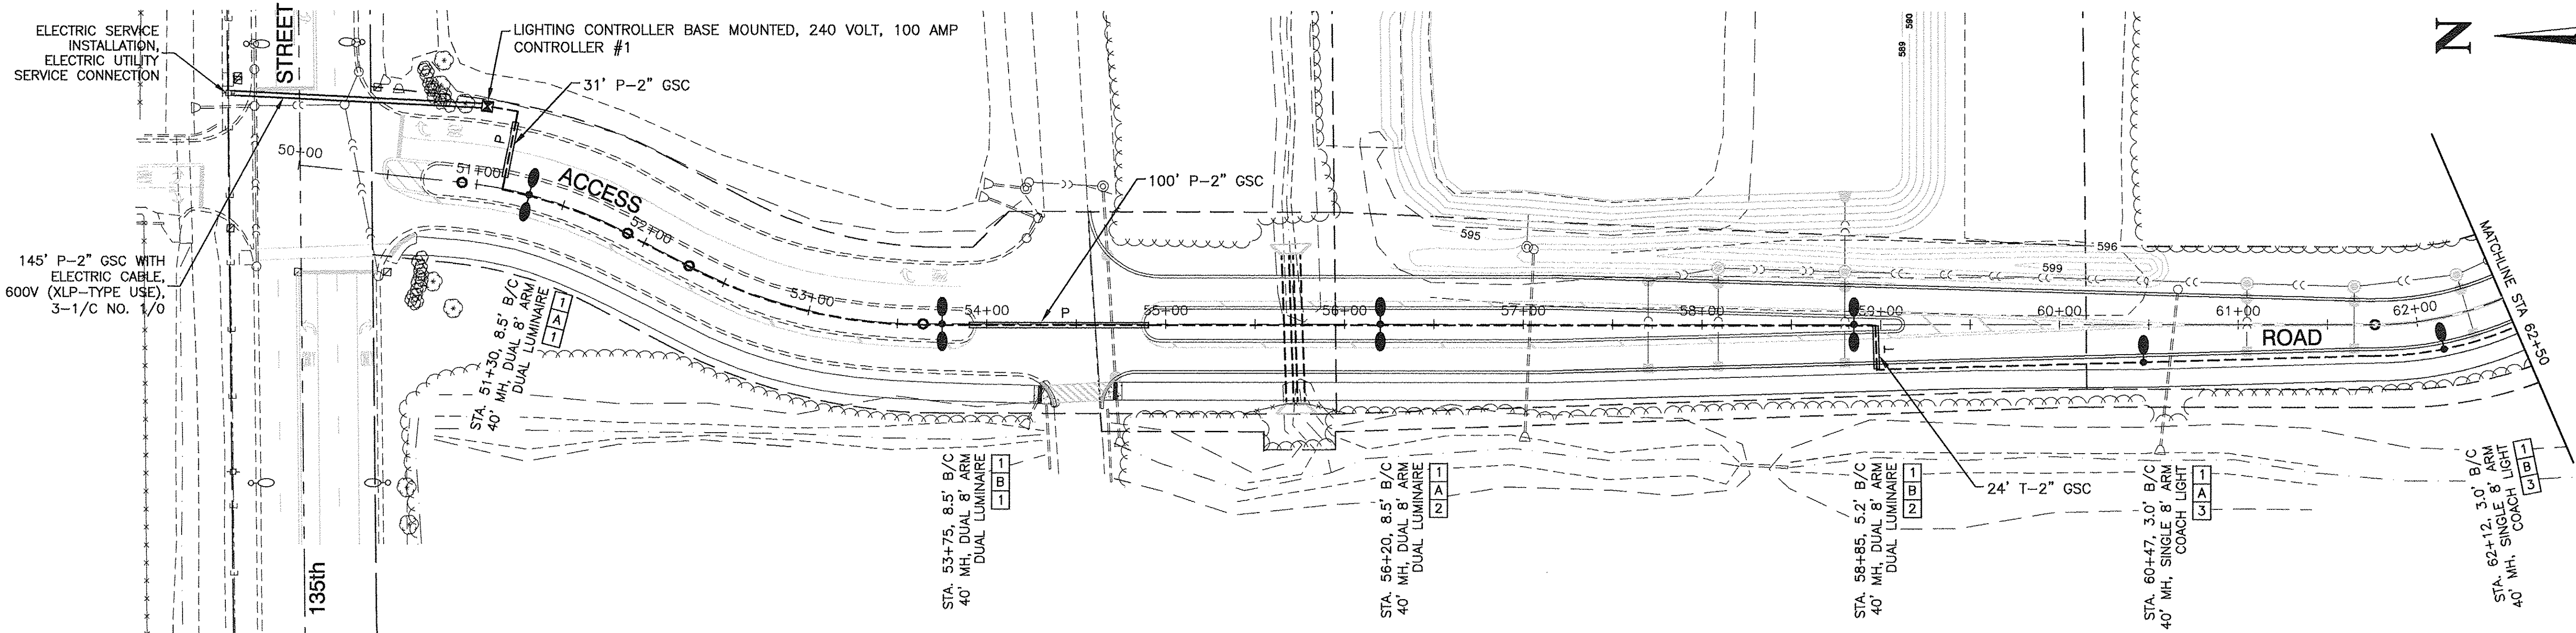 ELECTRIC SERVICE
INSTALLATION,
ELECTRIC UTILITY
SERVICE CONNECTION
STREET
LIGHTING CONTROLLER BASE MOUNTED, 240 VOLT, 100 AMP
CONTROLLER #1
31' P-2" GSC
P
50+00
51+00
ACCESS
52+00
53+00
54+00
100' P-2" GSC
P
55+00
56+00
57+00
58+00
59+00
60+00
61+00
62+00
ROAD
589
590
595
596
599
N
MATCHLINE STA 62+50
145' P-2" GSC WITH
ELECTRIC CABLE,
600V (XLP-TYPE USE),
3-1/C NO. 1/0
135th
STA. 51+30, 8.5' B/C
40' MH, DUAL 8' ARM
DUAL LUMINAIRE
1
A
1
STA. 53+75, 8.5' B/C
40' MH, DUAL 8' ARM
DUAL LUMINAIRE
1
B
1
STA. 56+20, 8.5' B/C
40' MH, DUAL 8' ARM
DUAL LUMINAIRE
1
A
2
STA. 58+85, 5.2' B/C
40' MH, DUAL 8' ARM
DUAL LUMINAIRE
1
B
2
T
24' T-2" GSC
STA. 60+47, 3.0' B/C
40' MH, SINGLE 8' ARM
COACH LIGHT
1
A
3
STA. 62+12, 3.0' B/C
40' MH, SINGLE 8' ARM
COACH LIGHT
1
B
3